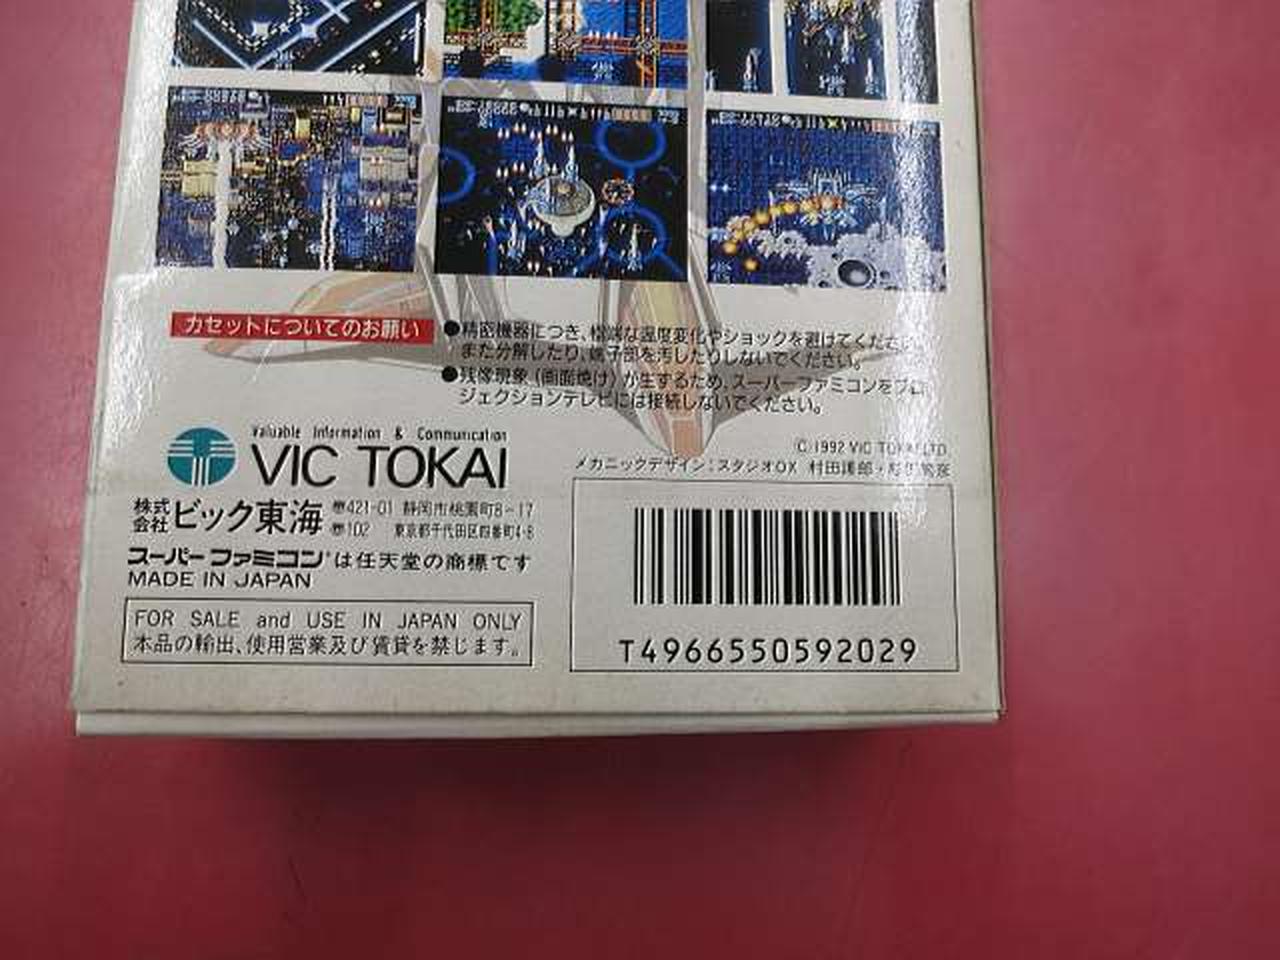 カセットについてのお願い
●精密機器につき、極端な温度変化やショックを避けてくださ
また分解したり、端子部を汚したりしないでください。
●残像現象（画面焼け）が生ずるため、スーパーファミコンをプロ
ジェクションテレビには接続しないでください。
Valuable Information & Communication
VIC TOKAI
株式会社ビック東海
〒421-01 静岡市桃園町8-17
〒102 東京都千代田区四番町4-8
スーパーファミコン®は任天堂の商標です
MADE IN JAPAN
FOR SALE and USE IN JAPAN ONLY
本品の輸出、使用営業及び賃貸を禁じます。
© 1992 VIC TOKAI LTD.
メカニックデザイン：スタジオOX 村田護郎・
T4966550592029